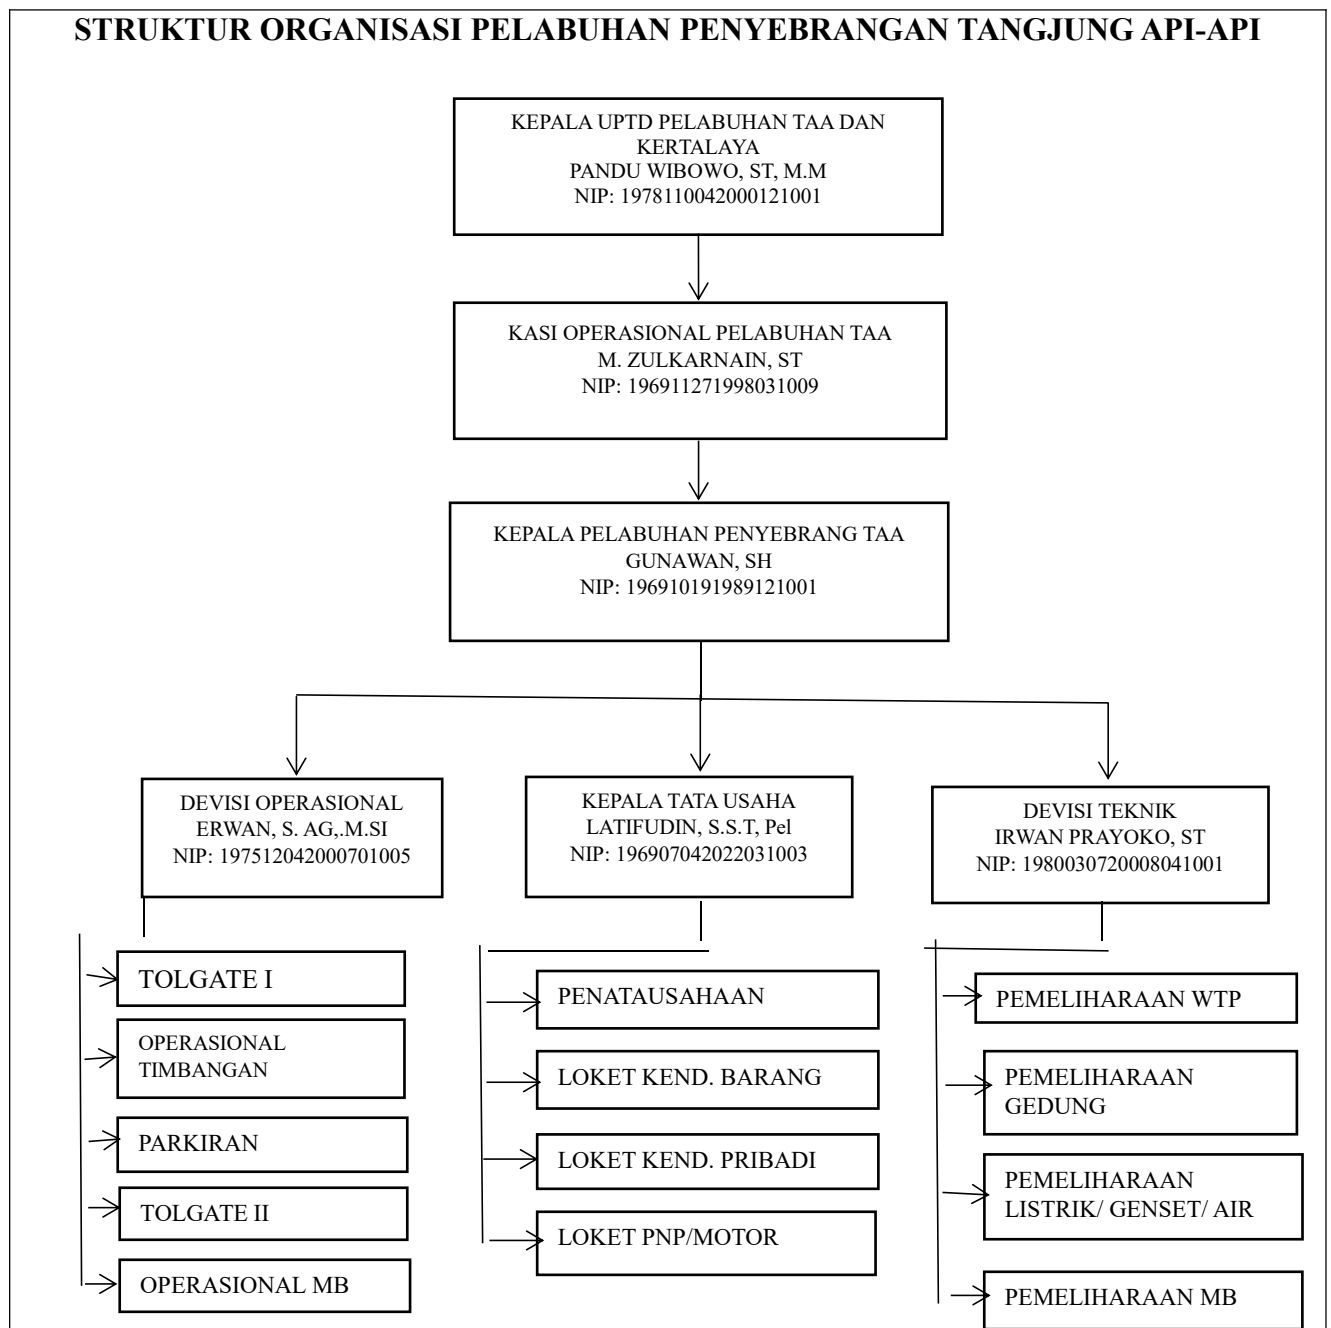 STRUKTUR ORGANISASI PELABUHAN PENYEBRANGAN TANGJUNG API-API
KEPALA UPTD PELABUHAN TAA DAN
KERTALAYA
PANDU WIBOWO, ST, M.M
NIP: 1978110042000121001
KASI OPERASIONAL PELABUHAN TAA
M. ZULKARNAIN, ST
NIP: 196911271998031009
KEPALA PELABUHAN PENYEBRANG TAA
GUNAWAN, SH
NIP: 196910191989121001
DEVISI OPERASIONAL
ERWAN, S. AG,.M.SI
NIP: 197512042000701005
TOLGATE I
OPERASIONAL
TIMBANGAN
PARKIRAN
TOLGATE II
OPERASIONAL MB
KEPALA TATA USAHA
LATIFUDIN, S.S.T, Pel
NIP: 196907042022031003
PENATAUSAHAAN
LOKET KEND. BARANG
LOKET KEND. PRIBADI
LOKET PNP/MOTOR
DEVISI TEKNIK
IRWAN PRAYOKO, ST
NIP: 1980030720008041001
PEMELIHARAAN WTP
PEMELIHARAAN
GEDUNG
PEMELIHARAAN
LISTRIK/ GENSET/ AIR
PEMELIHARAAN MB